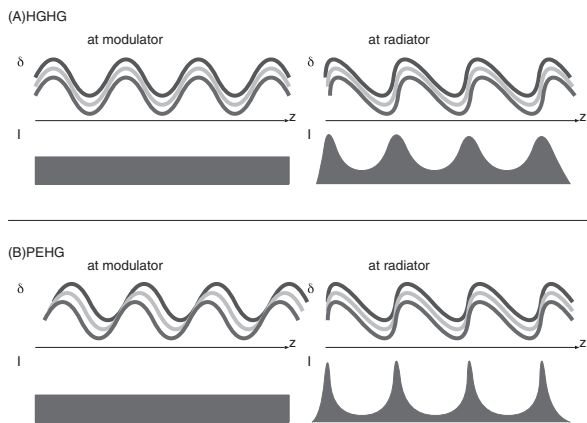 (A)HGHG
at modulator
at radiator
δ
δ
z
z
I
I
(B)PEHG
at modulator
at radiator
δ
δ
z
z
I
I